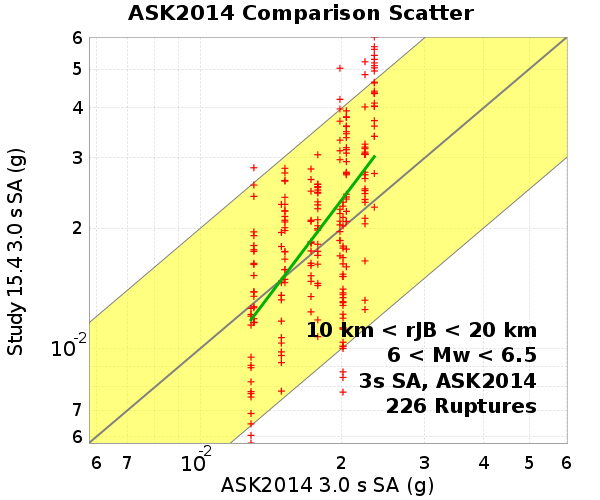 ASK2014 Comparison Scatter
6
5
4
3
2
10-2
7
6
Study 15.4 3.0 s SA (g)
10 km < rJB < 20 km
6 < Mw < 6.5
3s SA, ASK2014
226 Ruptures
6 7 10-2 2 3 4 5 6
ASK2014 3.0 s SA (g)